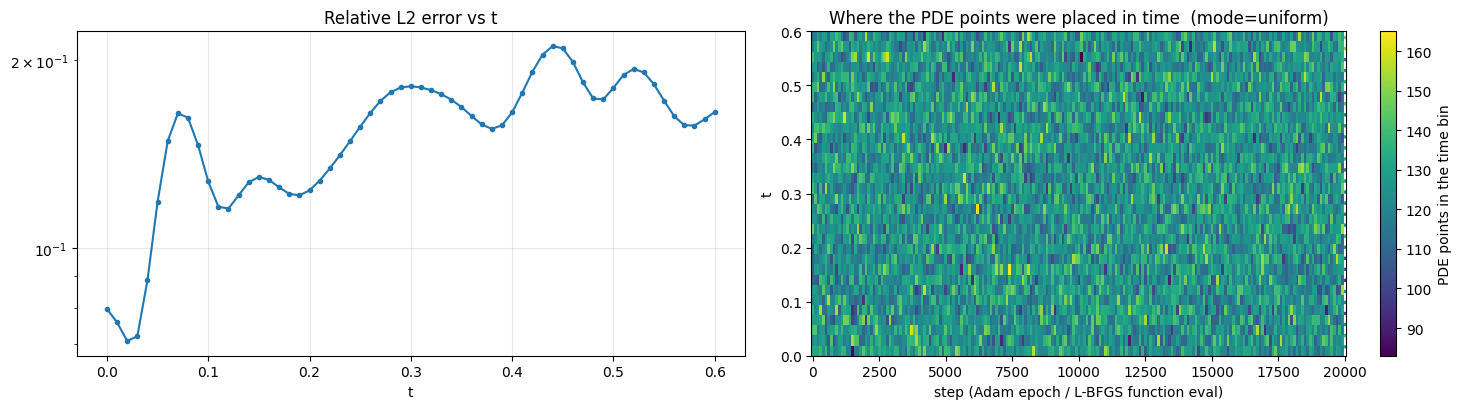 Relative L2 error vs t
2 × 10⁻¹
10⁻¹
0.0 0.1 0.2 0.3 0.4 0.5 0.6
t
Where the PDE points were placed in time (mode=uniform)
0.6
0.5
0.4
0.3
0.2
0.1
0.0
t
0 2500 5000 7500 10000 12500 15000 17500 20000
step (Adam epoch / L-BFGS function eval)
160
150
140
130
120
110
100
90
PDE points in the time bin